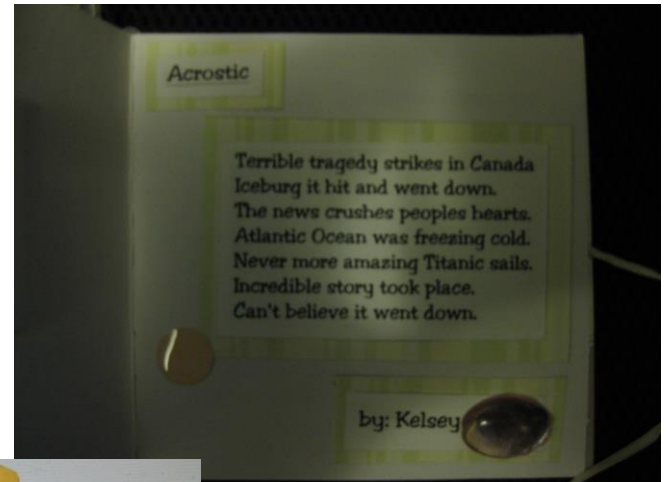 Acrostic
Terrible tragedy strikes in Canada
Iceburg it hit and went down.
The news crushes peoples hearts.
Atlantic Ocean was freezing cold.
Never more amazing Titanic sails.
Incredible story took place.
Can't believe it went down.
by: Kelsey